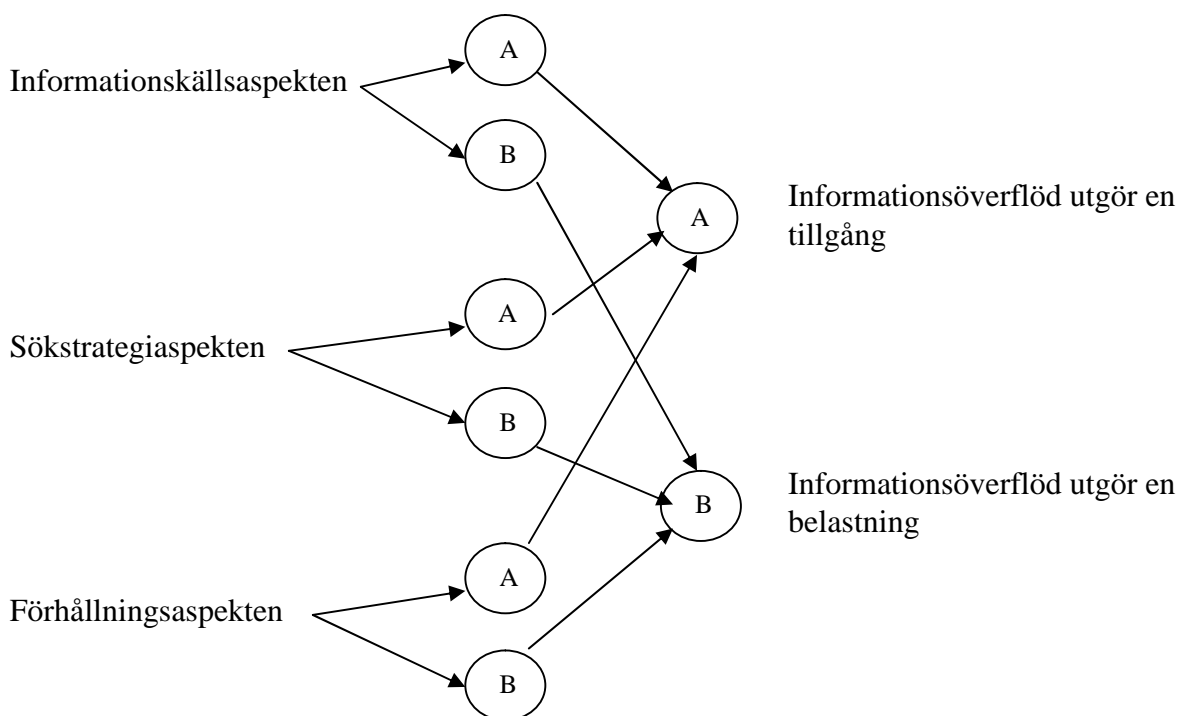 A
Informationskällsaspekten
B
Informationsöverflöd utgör en
tillgång
A
A
Sökstrategiaspekten
B
Informationsöverflöd utgör en
belastning
B
A
Förhållningsaspekten
B